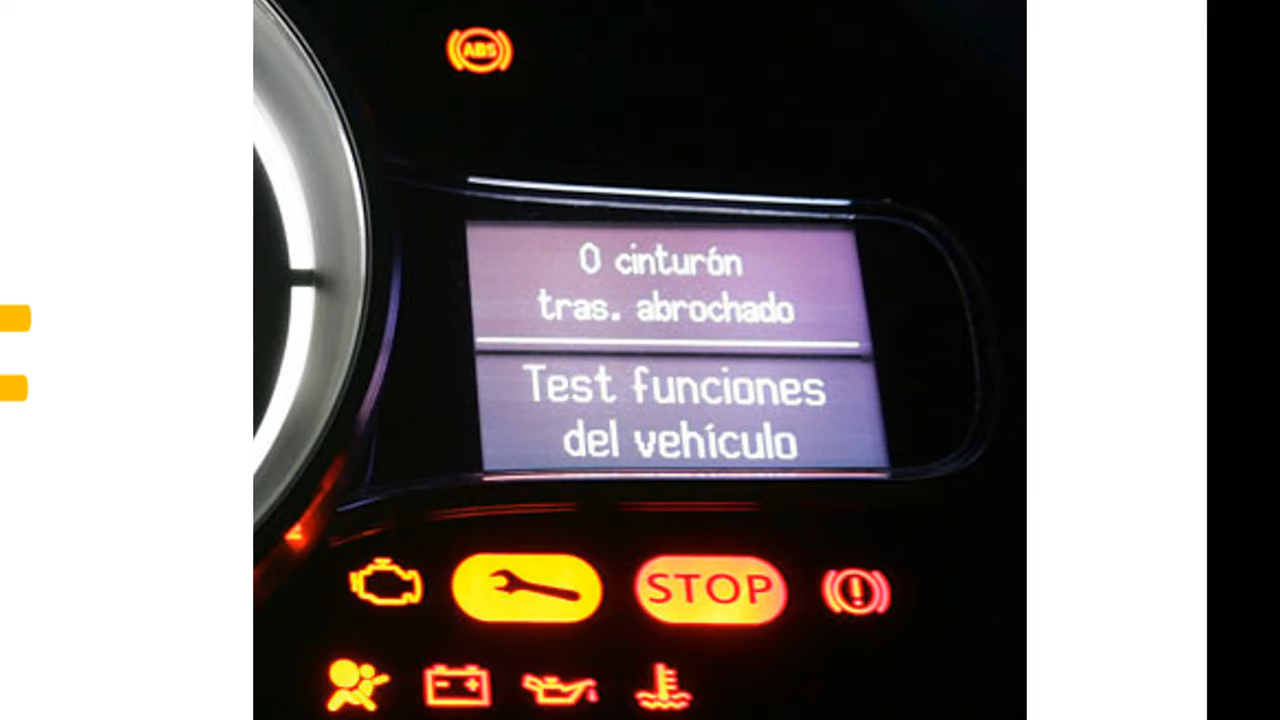 ABS
0 cinturón
tras. abrochado
Test funciones
del vehículo
STOP